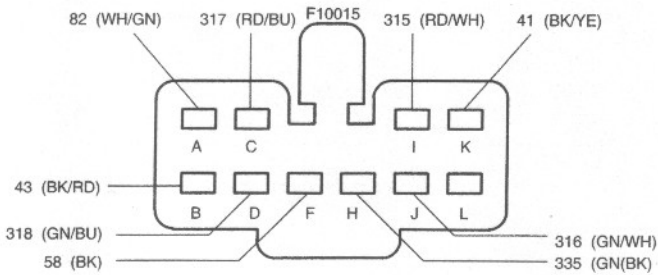 82 (WH/GN) 317 (RD/BU) F10015 315 (RD/WH) 41 (BK/YE)
A C I K
43 (BK/RD)
B D F H J L
318 (GN/BU) 316 (GN/WH)
58 (BK) 335 (GN(BK)